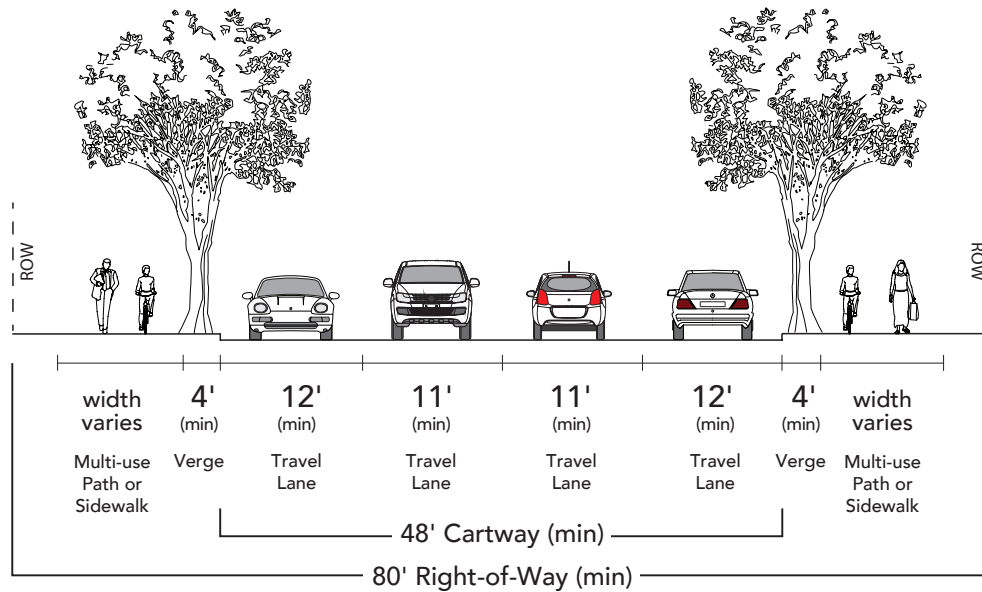 ROW
ROW
width
varies
4'
(min)
12'
(min)
11'
(min)
11'
(min)
12'
(min)
4'
(min)
width
varies
Multi-use
Path or
Sidewalk
Verge
Travel
Lane
Travel
Lane
Travel
Lane
Travel
Lane
Verge
Multi-use
Path or
Sidewalk
48' Cartway (min)
80' Right-of-Way (min)